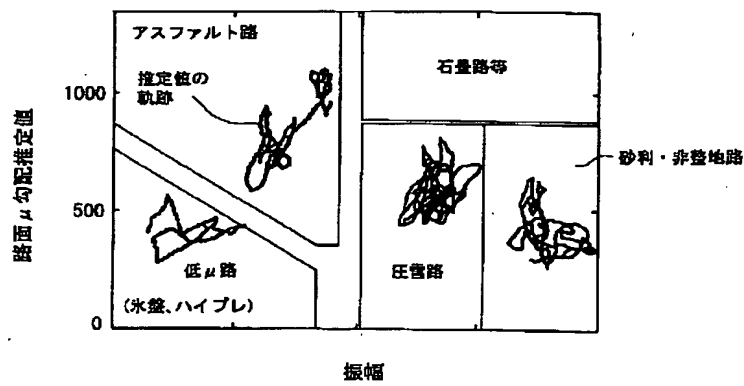 アスファルト路
推定値の
軌跡
石畳路等
砂利・非整地路
路面μ勾配推定値
1000
500
0
低μ路
(氷盤、ハイプレ)
圧雪路
振幅